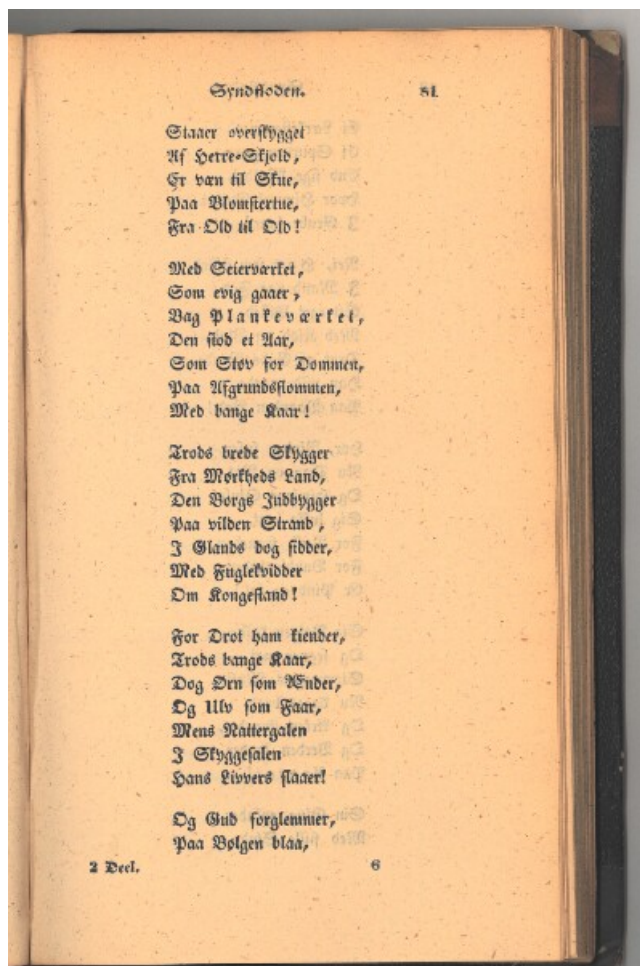 Syndfloden. 81
Staaer overskygget
Af Herre-Skjold,
Er væn til Skue,
Paa Blomstertue,
Fra Old til Old!
Med Seierværket,
Som evig gaaer,
Bag Plankeværket,
Den stod et Aar,
Som Støv for Dommen,
Paa Afgrundsflommen,
Med bange Kaar!
Trods brede Skygger
Fra Mørkheds Land,
Den Borgs Indbygger
Paa vilden Strand,
I Glands dog sidder,
Med Fuglekvidder
Om Kongestand!
For Drot ham kiender,
Trods bange Kaar,
Dog Ørn som Ænder,
Og Ulv som Faar,
Mens Nattergalen
I Skyggesalen
Hans Livvers slaaer!
Og Gud forglemmer,
Paa Bølgen blaa,
2 Deel. 6